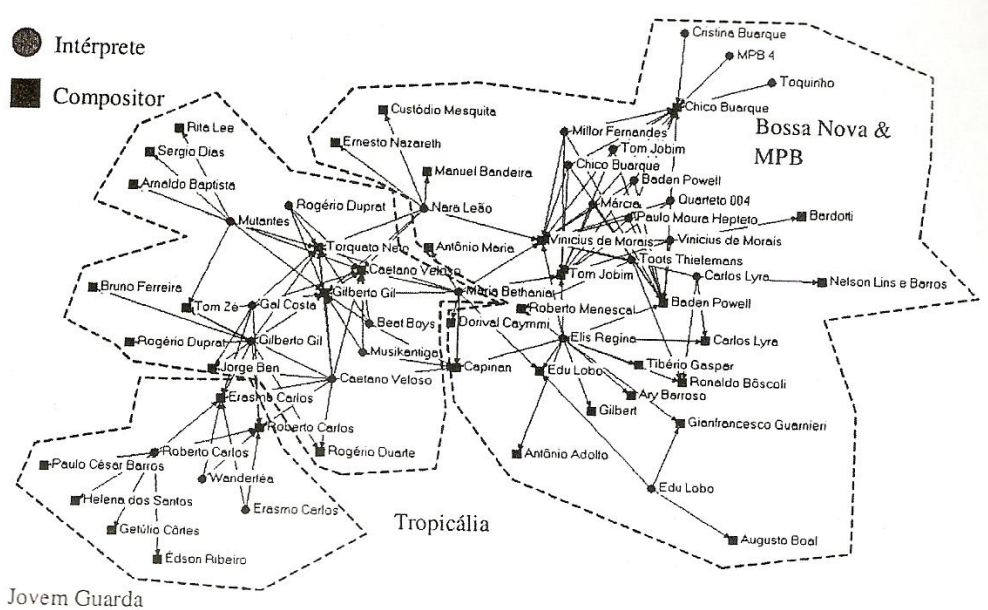 Intérprete
Compositor
Cristina Buarque
MPB 4
Toquinho
Chico Buarque
Bossa Nova &
MPB
Custódio Mesquita
Ernesto Nazareth
Manuel Bandeira
Rita Lee
Sergio Dias
Arnaldo Baptista
Millor Fernandes
Tom Jobim
Chico Buarque
Baden Powell
Márcia
Quarteto 004
Paulo Moura Hepteto
Bardotti
Rogério Duprat
Nara Leão
Mutantes
Torquato Neto
Antônio Maria
Vinicius de Morais
Vinicius de Morais
Toots Thielemans
Caetano Veloso
Tom Jobim
Carlos Lyra
Nelson Lins e Barros
Bruno Ferreira
Gilberto Gil
Maria Bethania
Baden Powell
Tom Zé
Gal Costa
Roberto Menescal
Beat Boys
Dorival Caymmi
Rogério Duprat
Gilberto Gil
Elis Regina
Carlos Lyra
Musikantiga
Jorge Ben
Capinan
Edu Lobo
Tibério Gaspar
Caetano Veloso
Ronaldo Bôscoli
Erasmo Carlos
Ary Barroso
Gilbert
Roberto Carlos
Gianfrancesco Guarnieri
Roberto Carlos
Rogério Duarte
Antônio Adolfo
Paulo César Barros
Wanderléa
Edu Lobo
Helena dos Santos
Erasmo Carlos
Tropicália
Getúlio Côrtes
Augusto Boal
Édson Ribeiro
Jovem Guarda